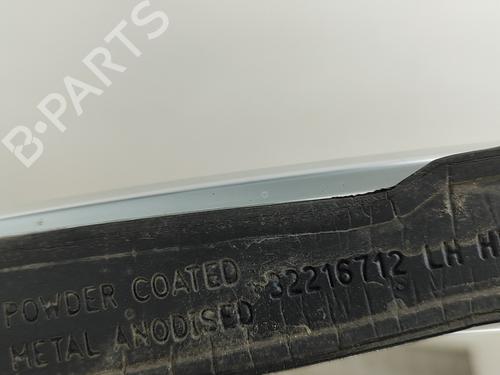 B-PARTS
POWDER COATED 32216712 LH
METAL ANODISED